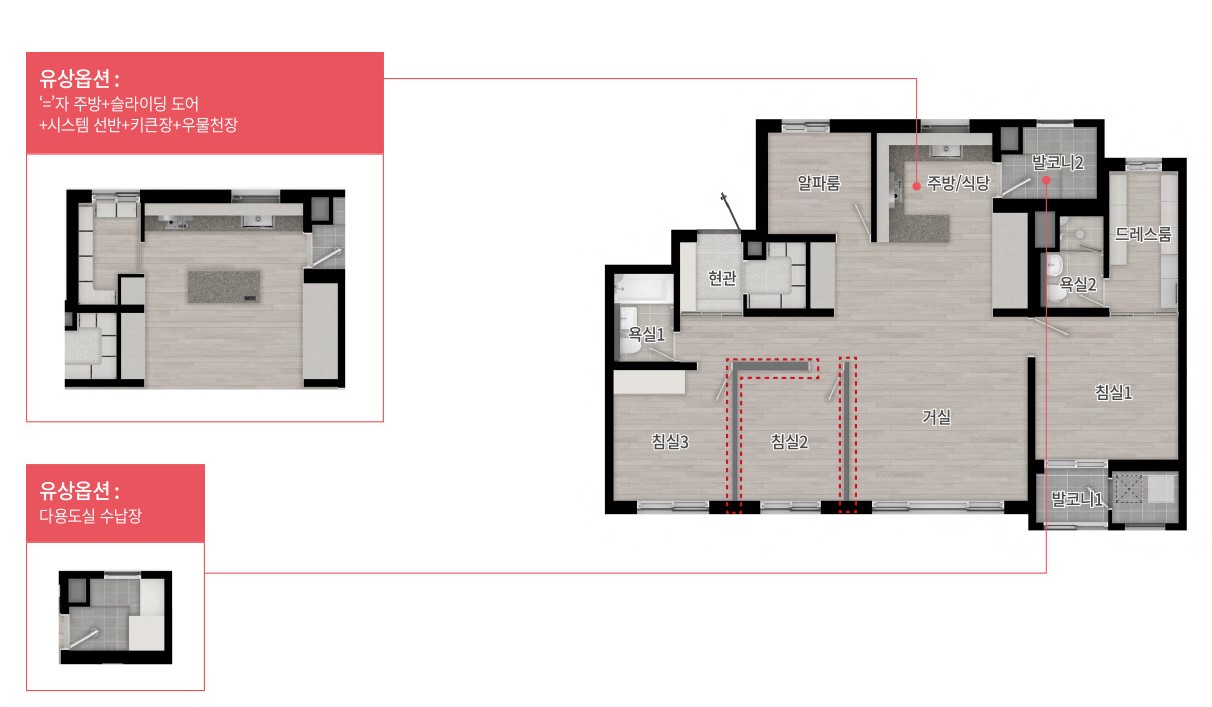 유상옵션 :
‘=’자 주방+슬라이딩 도어
+시스템 선반+키큰장+우물천장
알파룸
주방/식당
발코니2
드레스룸
현관
욕실2
욕실1
침실1
거실
침실3
침실2
발코니1
유상옵션 :
다용도실 수납장